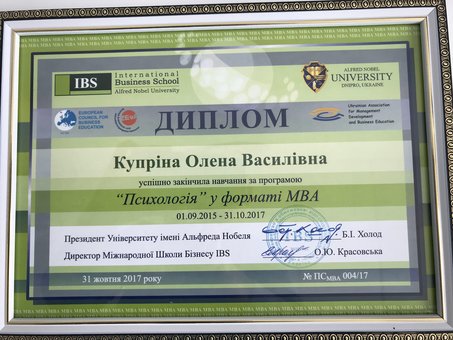 IBS
International
Business School
Alfred Nobel University
ALFRED NOBEL
UNIVERSITY
DNIPRO, UKRAINE
EUROPEAN
COUNCIL FOR
BUSINESS
EDUCATION
ДИПЛОМ
Ukrainian Association
For Management
Development
and Business Education
Купріна Олена Василівна
успішно закінчила навчання за програмою
“Психологія” у форматі МВА
01.09.2015 - 31.10.2017
Президент Університету імені Альфреда Нобеля
Б.І. Холод
Директор Міжнародної Школи Бізнесу IBS
О.Ю. Красовська
31 жовтня 2017 року
№ ПСМВА 004/17